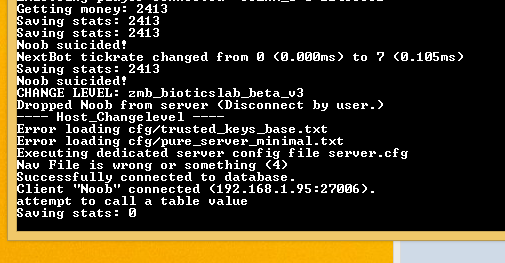 Getting money: 2413
Saving stats: 2413
Saving stats: 2413
Noob suicided!
NextBot tickrate changed from 0 (0.000ms) to 7 (0.105ms)
Saving stats: 2413
Noob suicided!
CHANGE LEVEL: zmb_bioticslab_beta_v3
Dropped Noob from server (Disconnect by user.)
---- Host_Changelevel ----
Error loading cfg/trusted_keys_base.txt
Error loading cfg/pure_server_minimal.txt
Executing dedicated server config file server.cfg
Nav File is wrong or something (4)
Successfully connected to database.
Client "Noob" connected (192.168.1.95:27006).
attempt to call a table value
Saving stats: 0